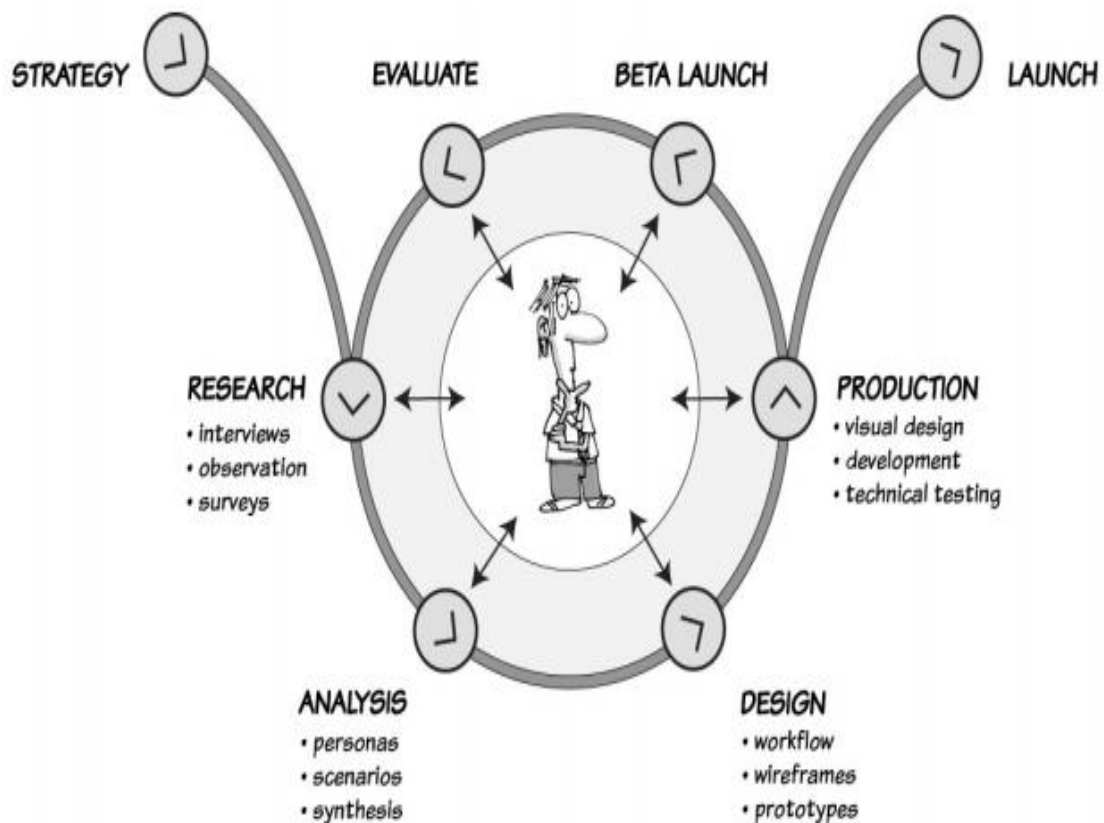 STRATEGY
EVALUATE
BETA LAUNCH
LAUNCH
RESEARCH
• interviews
• observation
• surveys
PRODUCTION
• visual design
• development
• technical testing
ANALYSIS
• personas
• scenarios
• synthesis
DESIGN
• workflow
• wireframes
• prototypes